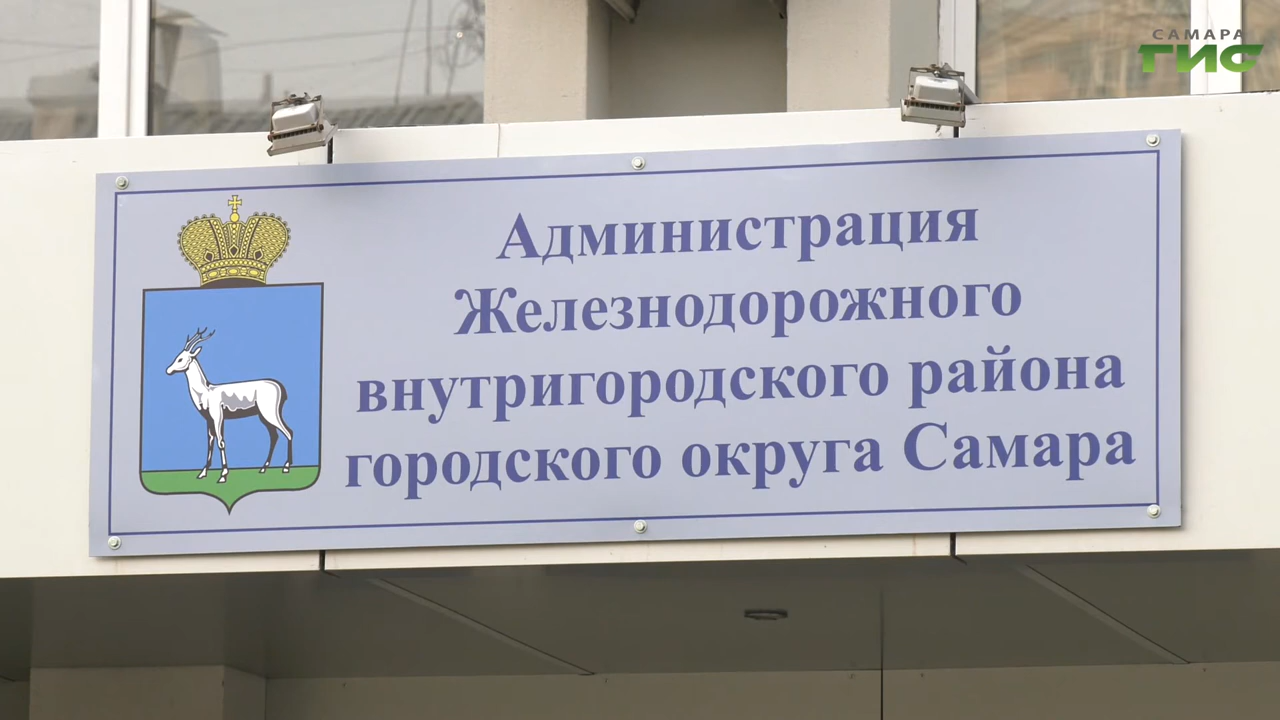 САМАРА
ГИС
Администрация
Железнодорожного
внутригородского района
городского округа Самара